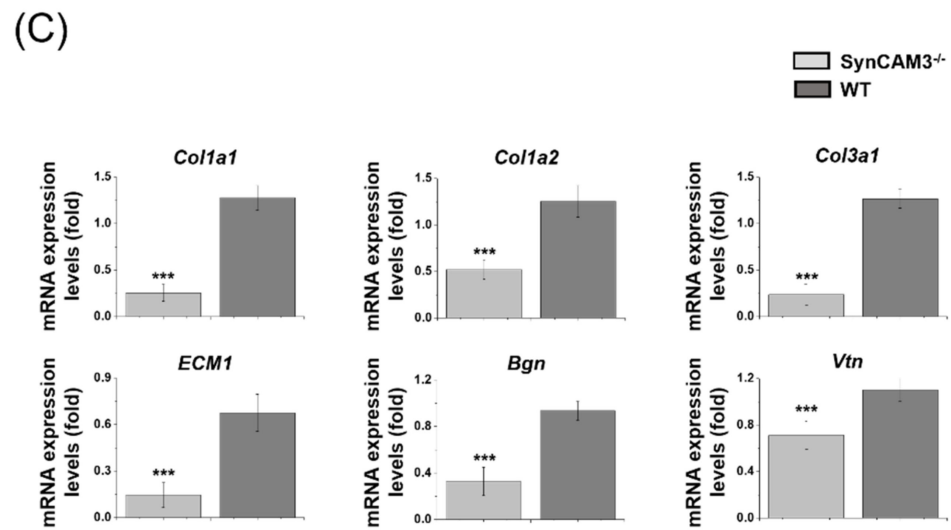 (C)
SynCAM3-/-
WT
Col1a1
Col1a2
Col3a1
mRNA expression
levels (fold)
1.5
1.0
0.5
0.0
***
mRNA expression
levels (fold)
1.5
1.0
0.5
0.0
***
mRNA expression
levels (fold)
1.5
1.0
0.5
0.0
***
ECM1
Bgn
Vtn
mRNA expression
levels (fold)
0.9
0.6
0.3
0.0
***
mRNA expression
levels (fold)
1.2
0.8
0.4
0.0
***
mRNA expression
levels (fold)
1.2
0.8
0.4
0.0
***